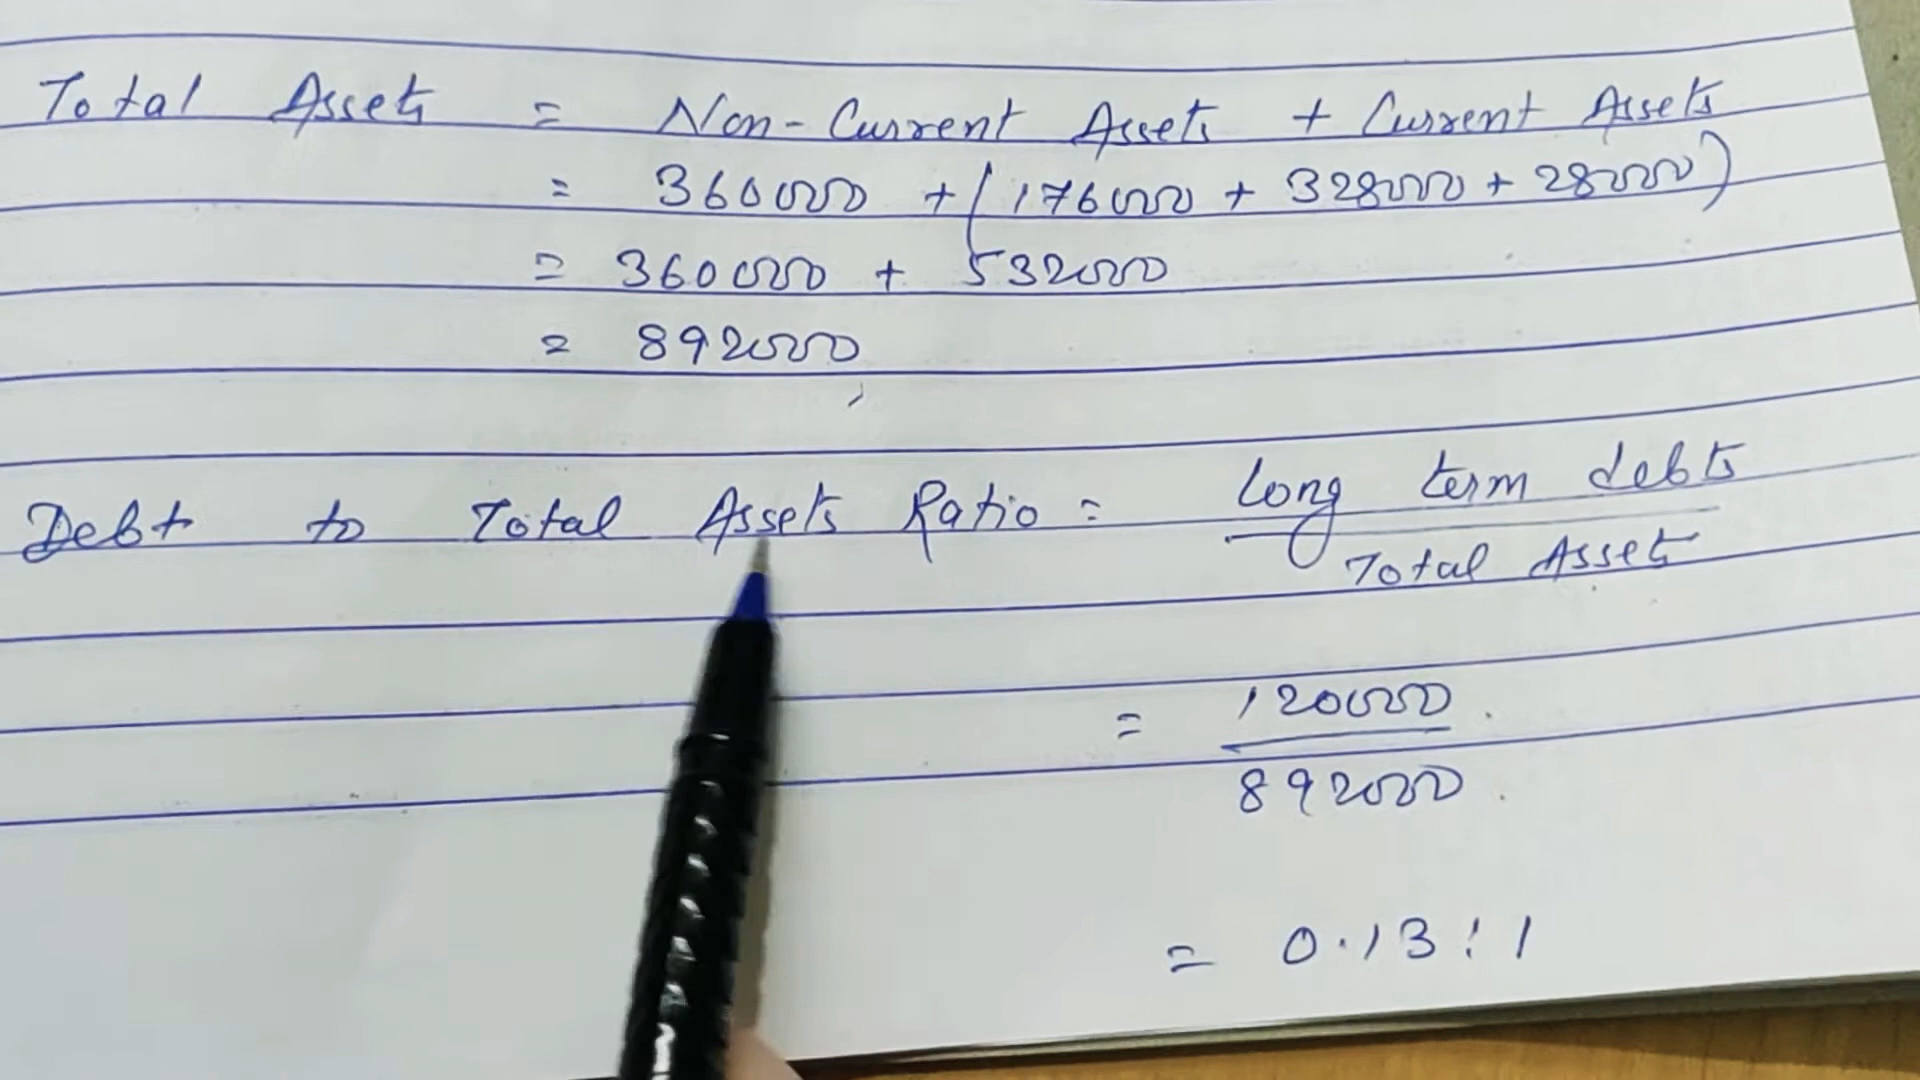 Total Assets = Non-Current Assets + Current Assets
= 360000 + (176000 + 328000 + 28000)
= 360000 + 532000
= 892000
Debt to Total Assets Ratio = Long term debts
Total Assets
= 120000
892000
= 0.13:1